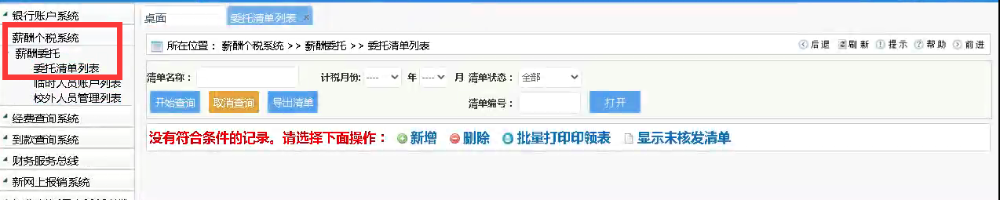 银行账户系统
薪酬个税系统
薪酬委托
委托清单列表
临时人员账户列表
校外人员管理列表
经费查询系统
到款查询系统
财务服务总线
新网上报销系统
桌面 委托清单列表 ×
所在位置： 薪酬个税系统 >> 薪酬委托 >> 委托清单列表 后退 刷新 提示 帮助 前进
清单名称： 计税月份: ---- 年 ---- 月 清单状态： 全部
开始查询 取消查询 导出清单 清单编号： 打开
没有符合条件的记录。请选择下面操作： 新增 删除 批量打印印领表 显示未核发清单